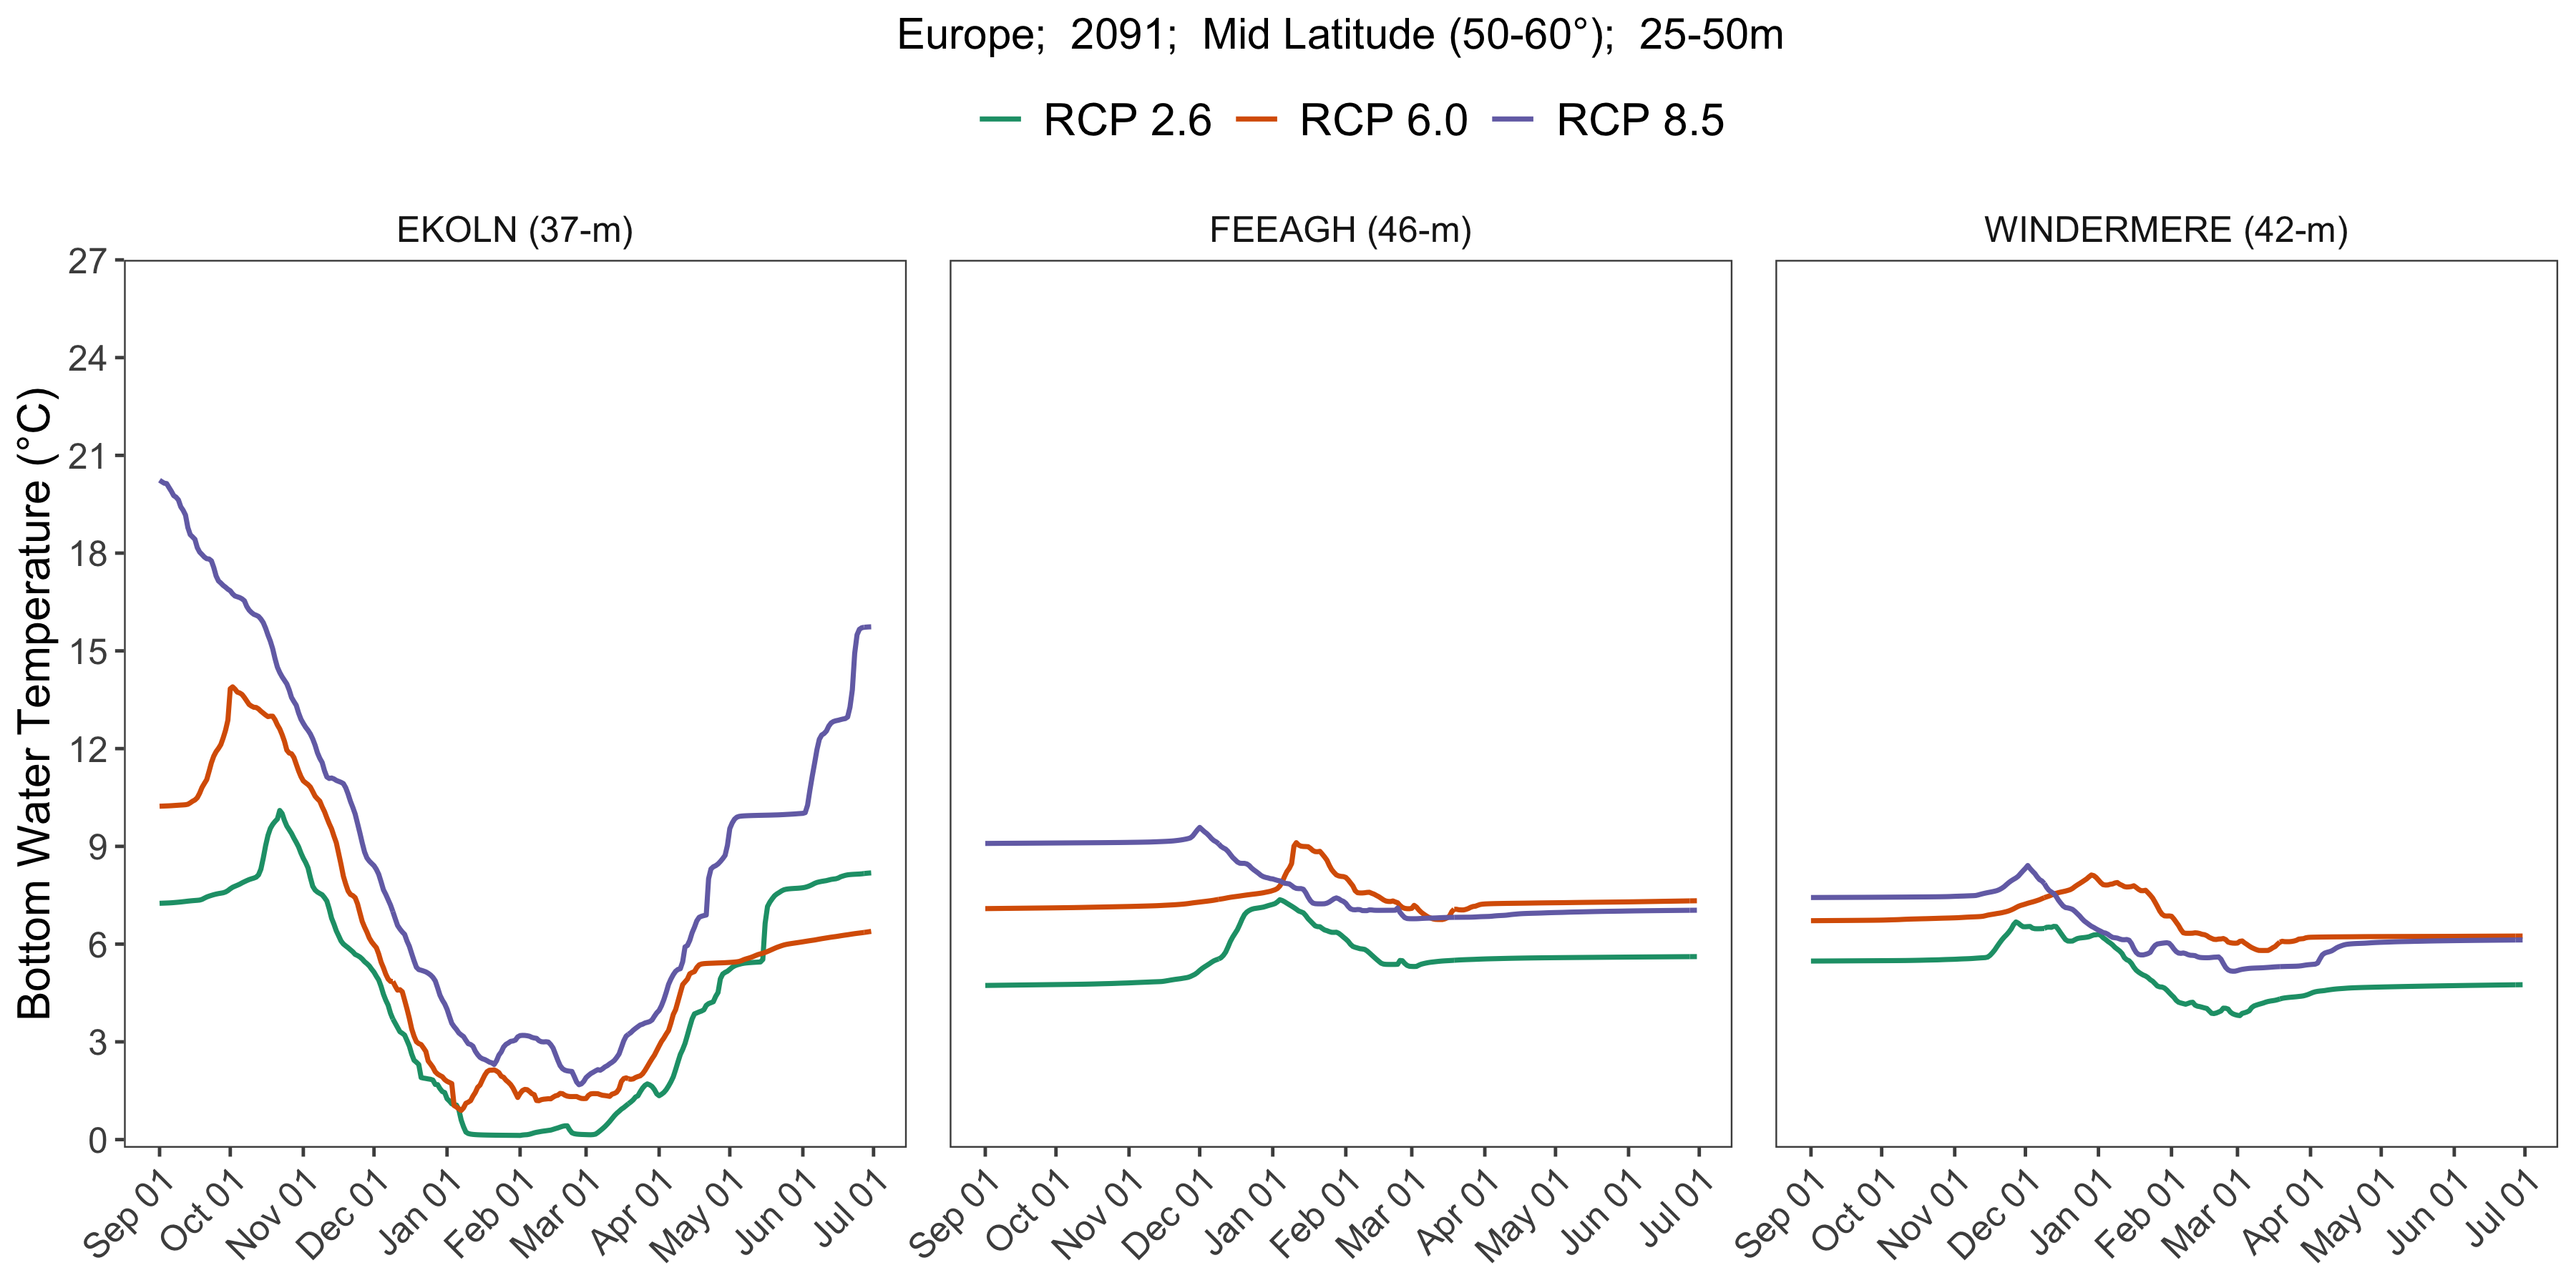 Europe;  2091;  Mid Latitude (50-60°);  25-50m
RCP 2.6 RCP 6.0 RCP 8.5
EKOLN (37-m) FEEAGH (46-m) WINDERMERE (42-m)
Bottom Water Temperature (°C)
27
24
21
18
15
12
9
6
3
0
Sep 01 Oct 01 Nov 01 Dec 01 Jan 01 Feb 01 Mar 01 Apr 01 May 01 Jun 01 Jul 01 Sep 01 Oct 01 Nov 01 Dec 01 Jan 01 Feb 01 Mar 01 Apr 01 May 01 Jun 01 Jul 01 Sep 01 Oct 01 Nov 01 Dec 01 Jan 01 Feb 01 Mar 01 Apr 01 May 01 Jun 01 Jul 01